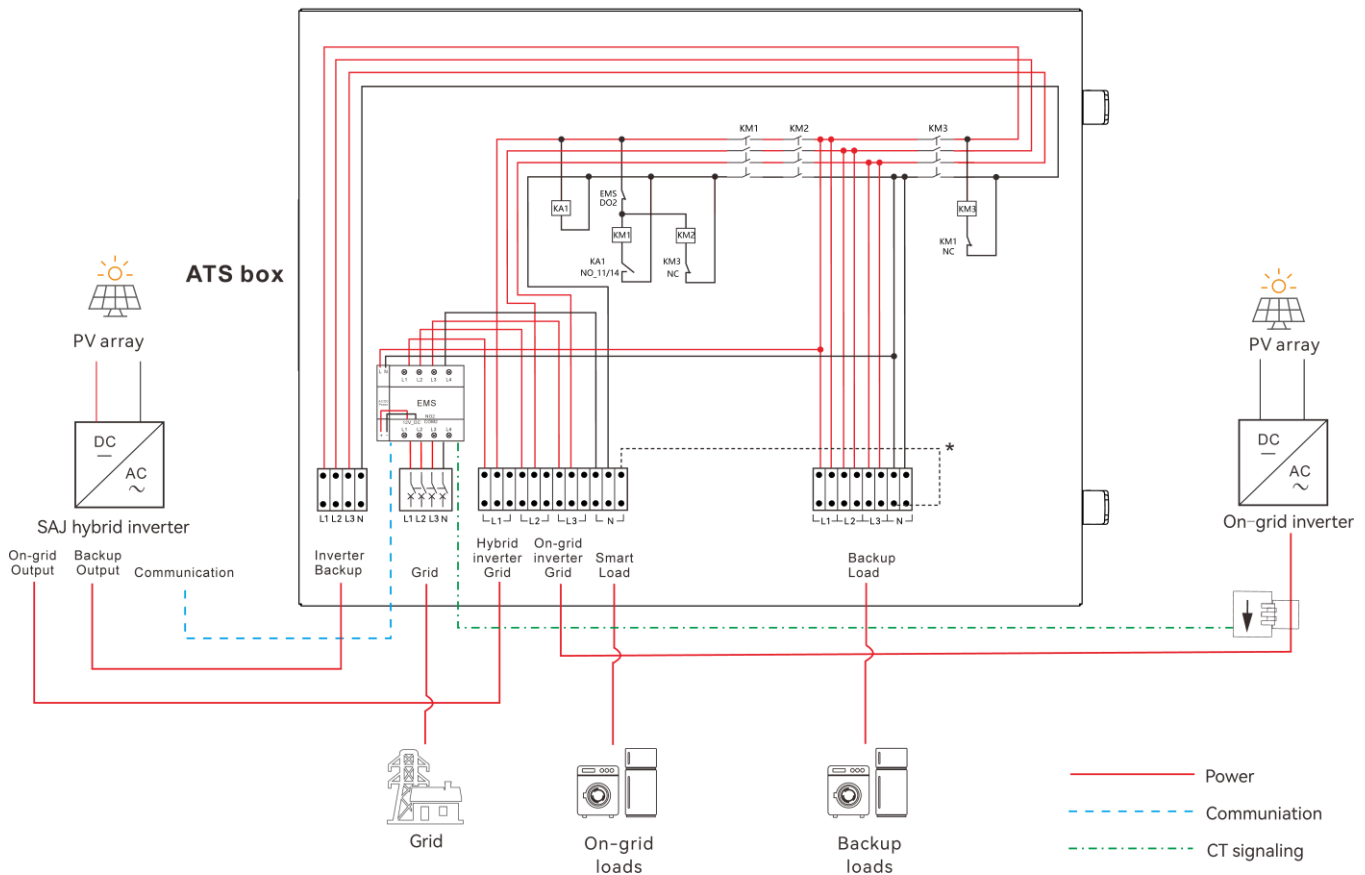 KM1
KM2
KM3
EMS
DO2
KA1
KM1
KM2
KM3
KA1
NO_11/14
KM3
NC
KM1
NC
ATS box
PV array
PV array
L N
L1 L2 L3 L4
EMS
NO2
12V_DC COM2
L1 L2 L3 L4
+ -
*
DC
AC
DC
AC
SAJ hybrid inverter
On-grid inverter
L1 L2 L3 N
L1 L2 L3 N
L1
L2
L3
N
L1
L2
L3
N
On-grid
Output
Backup
Output
Communication
Inverter
Backup
Grid
Hybrid
inverter
Grid
On-grid
inverter
Grid
Smart
Load
Backup
Load
Grid
On-grid
loads
Backup
loads
Power
Communiation
CT signaling